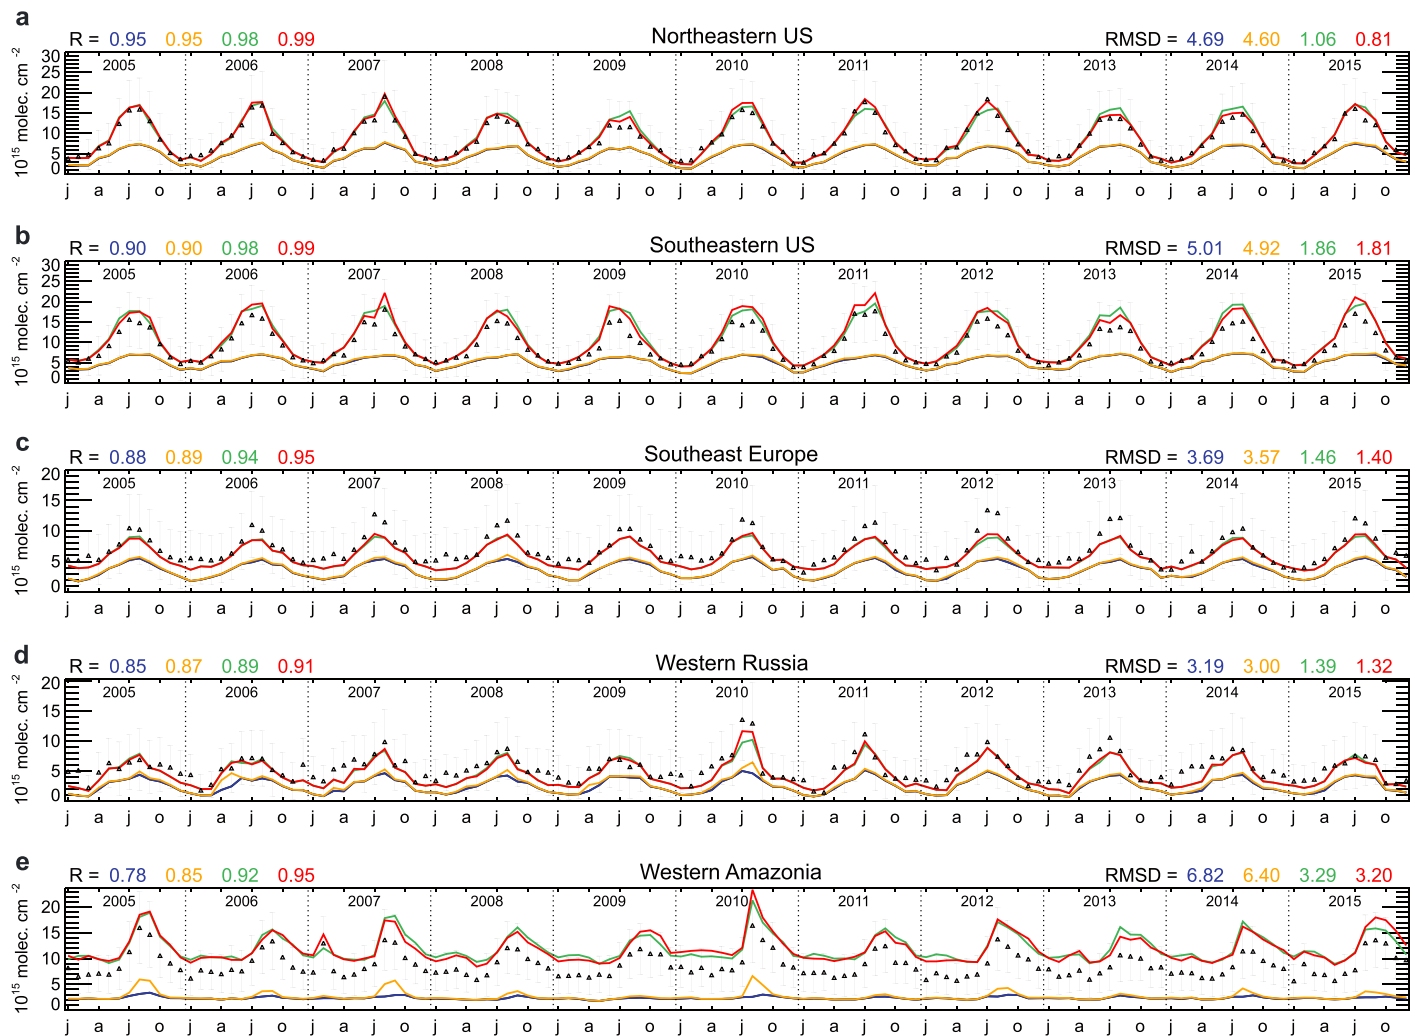 a
R = 0.95 0.95 0.98 0.99 Northeastern US RMSD = 4.69 4.60 1.06 0.81
30
25
20
15
10
5
0
10¹⁵ molec. cm⁻²
2005 2006 2007 2008 2009 2010 2011 2012 2013 2014 2015
j a j o j a j o j a j o j a j o j a j o j a j o j a j o j a j o j a j o j a j o j a j o
b
R = 0.90 0.90 0.98 0.99 Southeastern US RMSD = 5.01 4.92 1.86 1.81
30
25
20
15
10
5
0
10¹⁵ molec. cm⁻²
2005 2006 2007 2008 2009 2010 2011 2012 2013 2014 2015
j a j o j a j o j a j o j a j o j a j o j a j o j a j o j a j o j a j o j a j o j a j o
c
R = 0.88 0.89 0.94 0.95 Southeast Europe RMSD = 3.69 3.57 1.46 1.40
20
15
10
5
0
10¹⁵ molec. cm⁻²
2005 2006 2007 2008 2009 2010 2011 2012 2013 2014 2015
j a j o j a j o j a j o j a j o j a j o j a j o j a j o j a j o j a j o j a j o j a j o
d
R = 0.85 0.87 0.89 0.91 Western Russia RMSD = 3.19 3.00 1.39 1.32
20
15
10
5
0
10¹⁵ molec. cm⁻²
2005 2006 2007 2008 2009 2010 2011 2012 2013 2014 2015
j a j o j a j o j a j o j a j o j a j o j a j o j a j o j a j o j a j o j a j o j a j o
e
R = 0.78 0.85 0.92 0.95 Western Amazonia RMSD = 6.82 6.40 3.29 3.20
20
15
10
5
0
10¹⁵ molec. cm⁻²
2005 2006 2007 2008 2009 2010 2011 2012 2013 2014 2015
j a j o j a j o j a j o j a j o j a j o j a j o j a j o j a j o j a j o j a j o j a j o